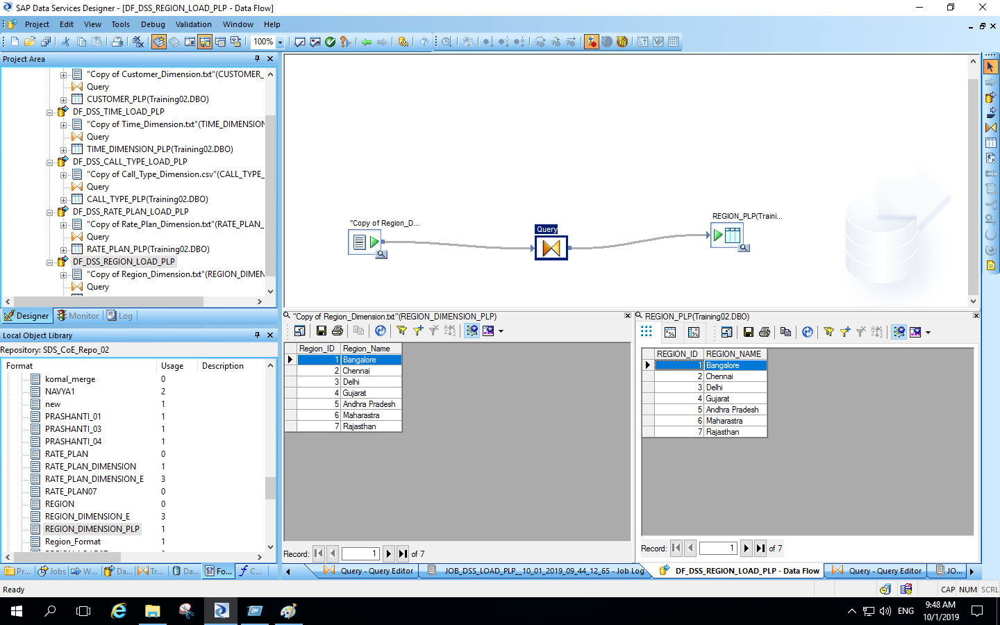 SAP Data Services Designer - [DF_DSS_REGION_LOAD_PLP - Data Flow]
Project Edit View Tools Debug Validation Window Help
100%
Project Area
"Copy of Customer_Dimension.txt"(CUSTOMER_
Query
CUSTOMER_PLP(Training02.DBO)
DF_DSS_TIME_LOAD_PLP
"Copy of Time_Dimension.txt"(TIME_DIMENSION
Query
TIME_DIMENSION_PLP(Training02.DBO)
DF_DSS_CALL_TYPE_LOAD_PLP
"Copy of Call_Type_Dimension.csv"(CALL_TYPE_
Query
CALL_TYPE_PLP(Training02.DBO)
DF_DSS_RATE_PLAN_LOAD_PLP
"Copy of Rate_Plan_Dimension.txt"(RATE_PLAN_
Query
RATE_PLAN_PLP(Training02.DBO)
DF_DSS_REGION_LOAD_PLP
"Copy of Region_Dimension.txt"(REGION_DIMEN
Query
Designer Monitor Log
"Copy of Region_D...
Query
REGION_PLP(Traini...
Local Object Library
Repository: SDS_CoE_Repo_02
Format Usage Description
komal_merge 0
NAVYA1 2
new 1
PRASHANTI_01 1
PRASHANTI_03 1
PRASHANTI_04 1
RATE_PLAN 0
RATE_PLAN_DIMENSION 1
RATE_PLAN_DIMENSION_E 3
RATE_PLAN07 0
REGION 0
REGION_DIMENSION_E 3
REGION_DIMENSION_PLP 1
Region_Format 1
Pr... Jobs W... Da... Tr... Da... Fo... C...
"Copy of Region_Dimension.txt"(REGION_DIMENSION_PLP)
Region_ID Region_Name
1 Bangalore
2 Chennai
3 Delhi
4 Gujarat
5 Andhra Pradesh
6 Maharastra
7 Rajasthan
Record: 1 of 7
REGION_PLP(Training02.DBO)
REGION_ID REGION_NAME
1 Bangalore
2 Chennai
3 Delhi
4 Gujarat
5 Andhra Pradesh
6 Maharastra
7 Rajasthan
Record: 1 of 7
Query - Query Editor JOB_DSS_LOAD_PLP__10_01_2019_09_44_12_65 - Job Log DF_DSS_REGION_LOAD_PLP - Data Flow Query - Query Editor JO...
Ready
CAP NUM SCRL
ENG
9:48 AM
10/1/2019